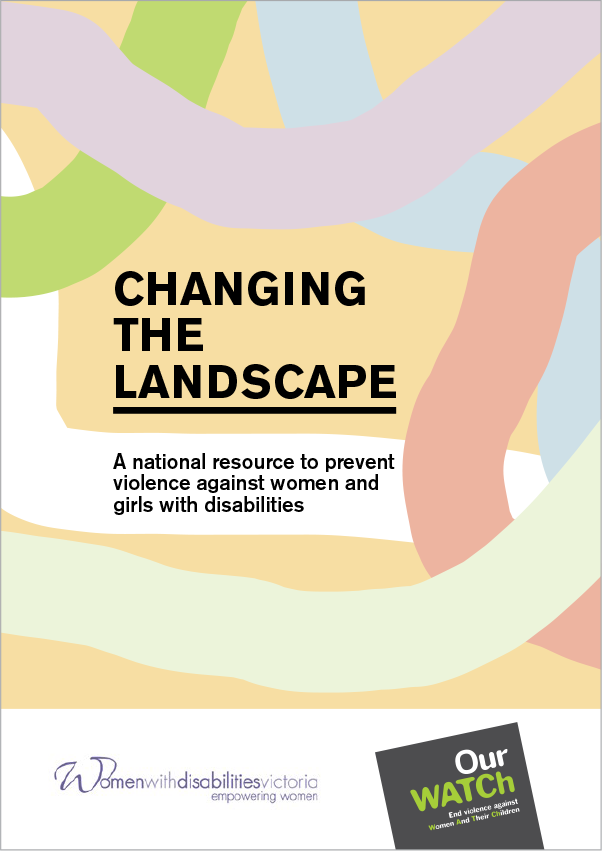 CHANGING
THE
LANDSCAPE
A national resource to prevent
violence against women and
girls with disabilities
Womenwithdisabilitiesvictoria
empowering women
Our
WATCh
End violence against
Women And Their Children